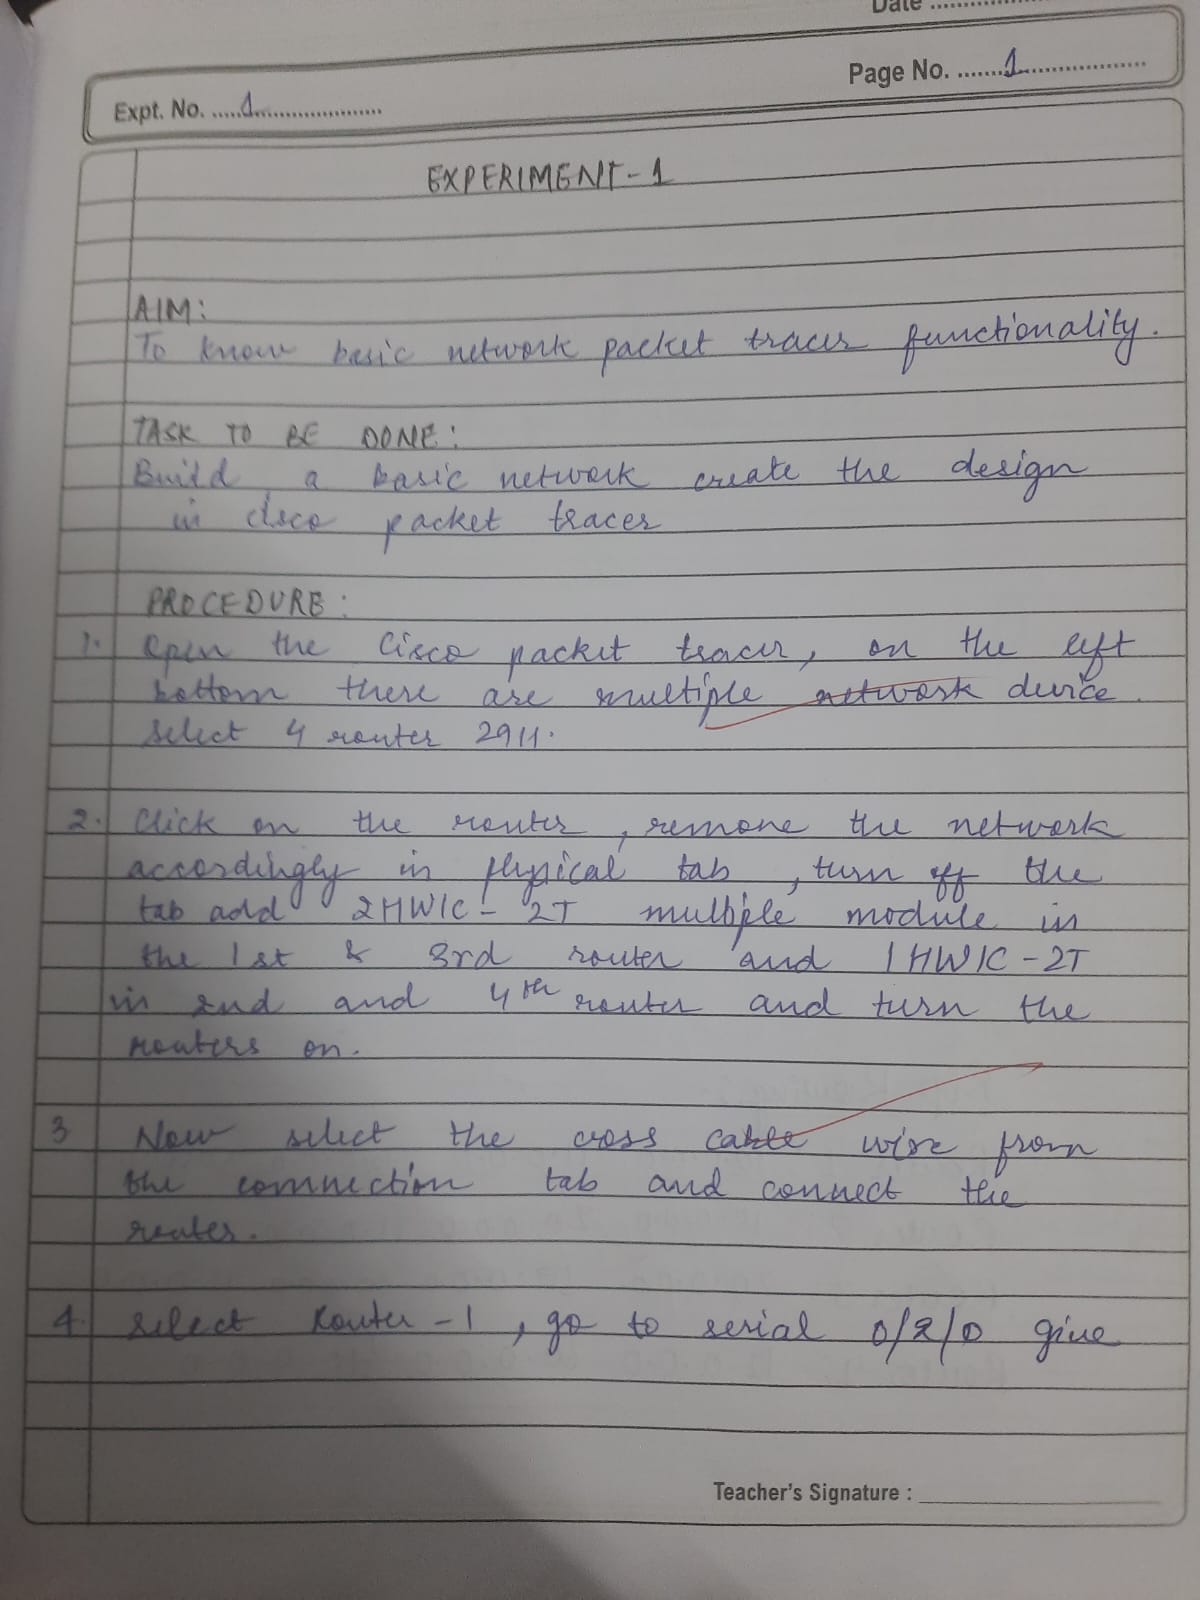 Date ..........
Page No. .......1..................
Expt. No. .....1......................
EXPERIMENT-1
AIM:
To know basic network packet tracer functionality.
TASK TO BE DONE:
Build a basic network create the design
in cisco packet tracer
PROCEDURE:
1. Open the Cisco packet tracer, on the left
bottom there are multiple network device.
Select 4 router 2911.
2. Click on the router, remone the network
accordingly in physical tab, turn off the
tab add 2HWIC-2T multiple module in
the 1st & 3rd router and 1HWIC-2T
in 2nd and 4th router and turn the
routers on.
3 Now select the cross cable wire from
the connection tab and connect the
router.
4. Select Router-1, go to serial 0/2/0 give
Teacher's Signature : ____________________